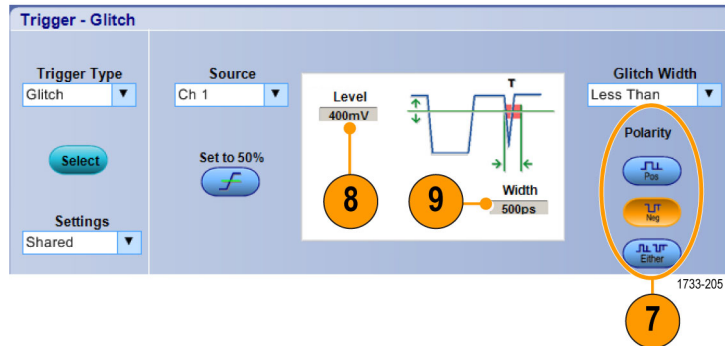 Trigger - Glitch
Trigger Type
Glitch
Select
Settings
Shared
Source
Ch 1
Set to 50%
Level
400mV
8
T
9
Width
500ps
Glitch Width
Less Than
Polarity
Pos
Neg
Either
1733-205
7